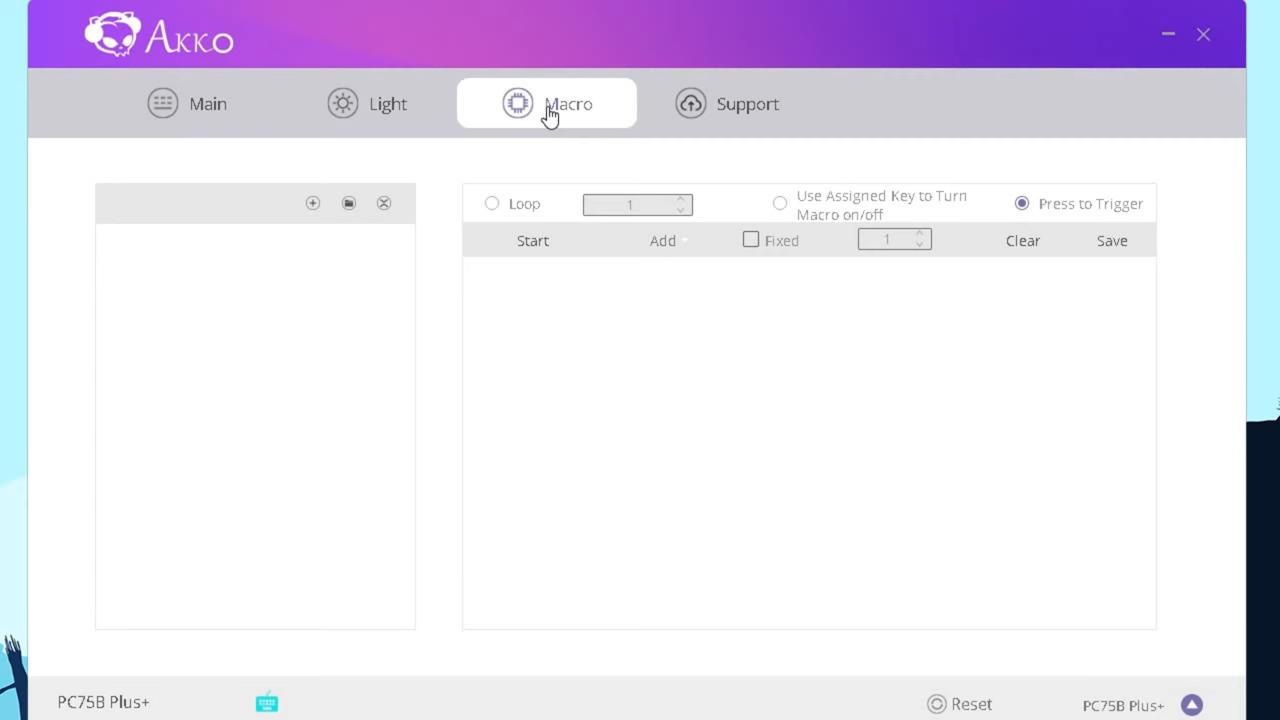 AKKO
Main
Light
Macro
Support
Loop
1
Use Assigned Key to Turn
Macro on/off
Press to Trigger
Start
Add
Fixed
1
Clear
Save
PC75B Plus+
Reset
PC75B Plus+